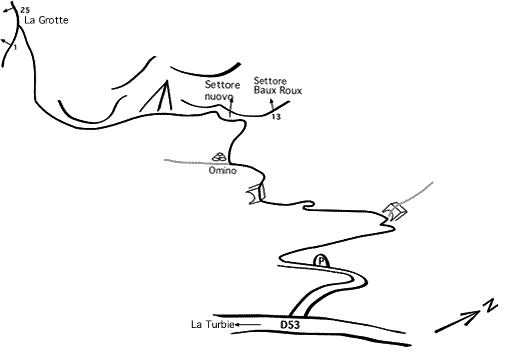 25
La Grotte
1
Settore
nuovo
Settore
Baux Roux
13
Omino
P
La Turbie
D53
N